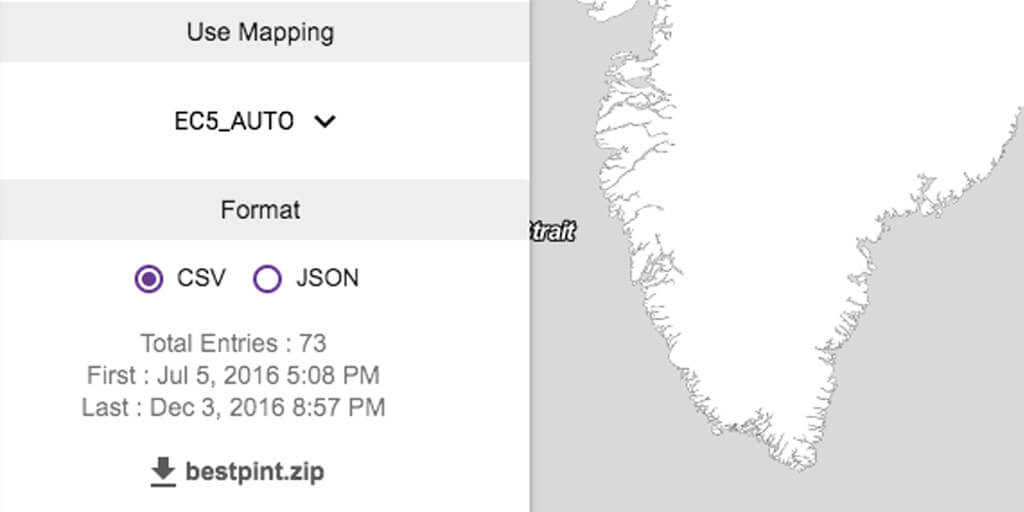 Use Mapping
EC5_AUTO
Format
CSV JSON
Total Entries : 73
First : Jul 5, 2016 5:08 PM
Last : Dec 3, 2016 8:57 PM
bestpint.zip
trait